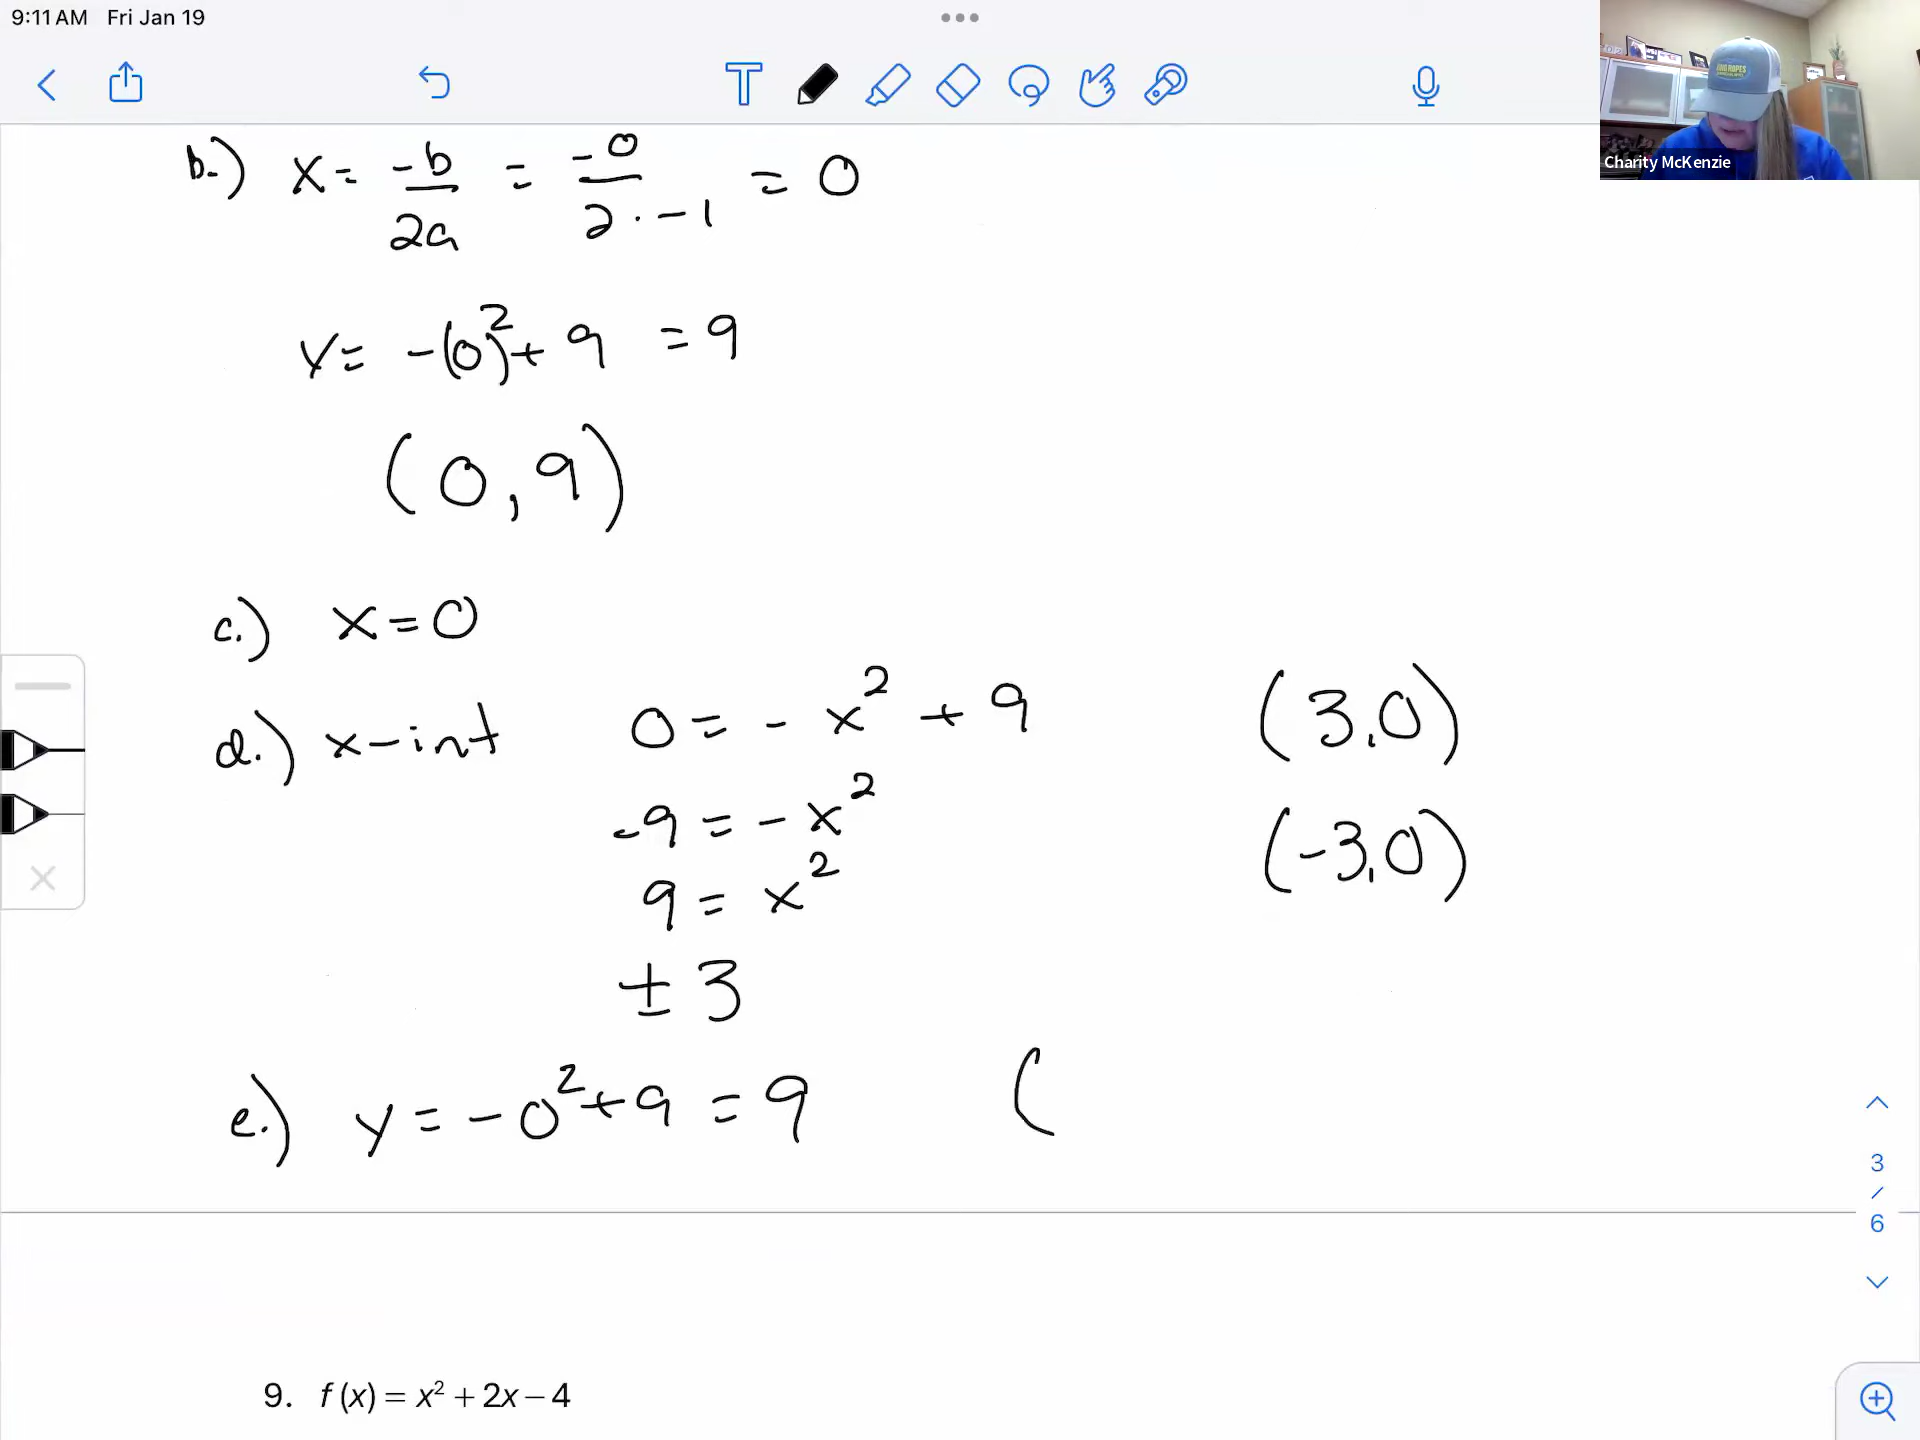 9:11 AM Fri Jan 19
Charity McKenzie
b.) x = -b/2a = -0/2·-1 = 0
y = -(0)² + 9 = 9
(0, 9)
c.) x = 0
d.) x-int 0 = -x² + 9 (3,0)
-9 = -x² (-3,0)
9 = x²
± 3
e.) y = -0² + 9 = 9 (
3
/
6
9. f(x) = x² + 2x – 4